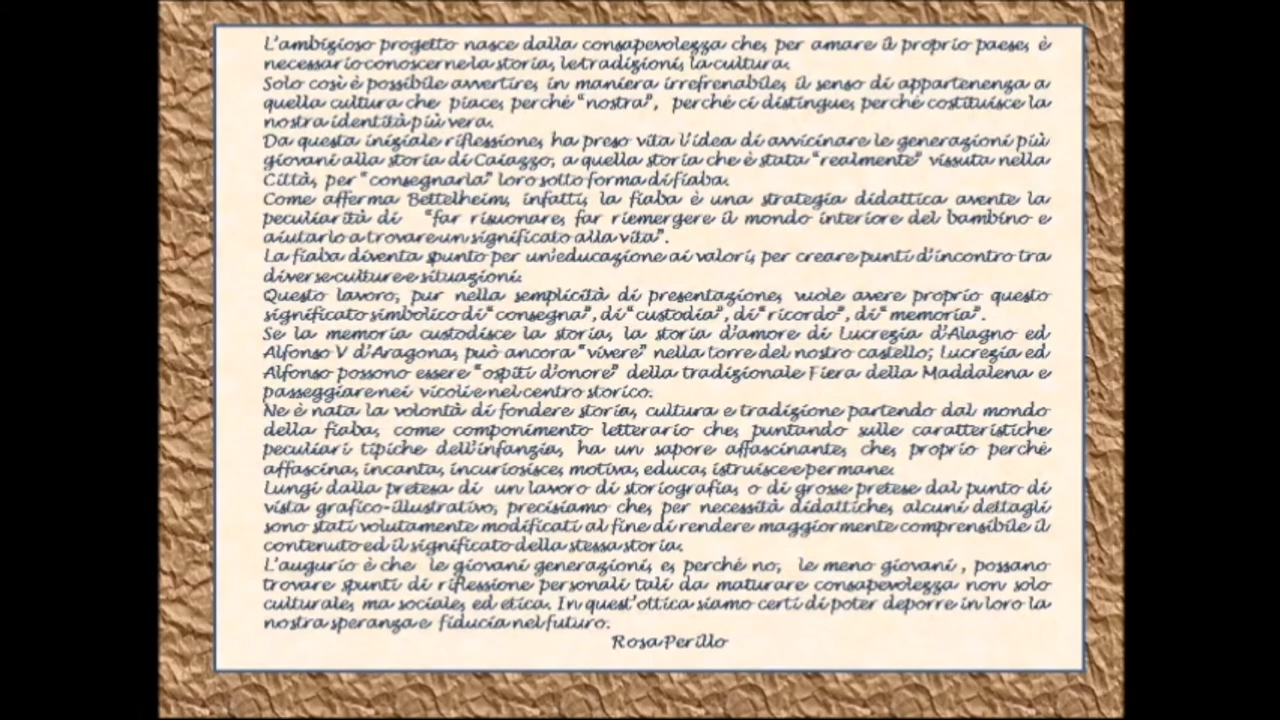 L'ambizioso progetto nasce dalla consapevolezza che, per amare il proprio paese, è
necessario conoscerne la storia, le tradizioni, la cultura.
Solo così è possibile avvertire, in maniera irrefrenabile, il senso di appartenenza a
quella cultura che piace, perché "nostra", perché ci distingue, perché costituisce la
nostra identità più vera.
Da questa iniziale riflessione, ha preso vita l'idea di avvicinare le generazioni più
giovani alla storia di Caiazzo, a quella storia che è stata "realmente" vissuta nella
Città, per "consegnarla" loro sotto forma di fiaba.
Come afferma Bettelheim, infatti, la fiaba è una strategia didattica avente la
peculiarità di "far risuonare, far riemergere il mondo interiore del bambino e
aiutarlo a trovare un significato alla vita".
La fiaba diventa spunto per un'educazione ai valori, per creare punti d'incontro tra
diverse culture e situazioni.
Questo lavoro, pur nella semplicità di presentazione, vuole avere proprio questo
significato simbolico di "consegna", di "custodia", di "ricordo", di "memoria".
Se la memoria custodisce la storia, la storia d'amore di Lucrezia d'Alagno ed
Alfonso V d'Aragona, può ancora "vivere" nella torre del nostro castello; Lucrezia ed
Alfonso possono essere "ospiti d'onore" della tradizionale Fiera della Maddalena e
passeggiare nei vicoli e nel centro storico.
Ne è nata la volontà di fondere storia, cultura e tradizione partendo dal mondo
della fiaba, come componimento letterario che, puntando sulle caratteristiche
peculiari tipiche dell'infanzia, ha un sapore affascinante, che, proprio perché
affascina, incanta, incuriosisce, motiva, educa, istruisce e permane.
Lungi dalla pretesa di un lavoro di storiografia, o di grosse pretese dal punto di
vista grafico-illustrativo, precisiamo che, per necessità didattiche, alcuni dettagli
sono stati volutamente modificati al fine di rendere maggiormente comprensibile il
contenuto ed il significato della stessa storia.
L'augurio è che le giovani generazioni, e, perché no, le meno giovani , possano
trovare spunti di riflessione personali tali da maturare consapevolezza non solo
culturale, ma sociale, ed etica. In quest'ottica siamo certi di poter deporre in loro la
nostra speranza e fiducia nel futuro.
Rosa Perillo